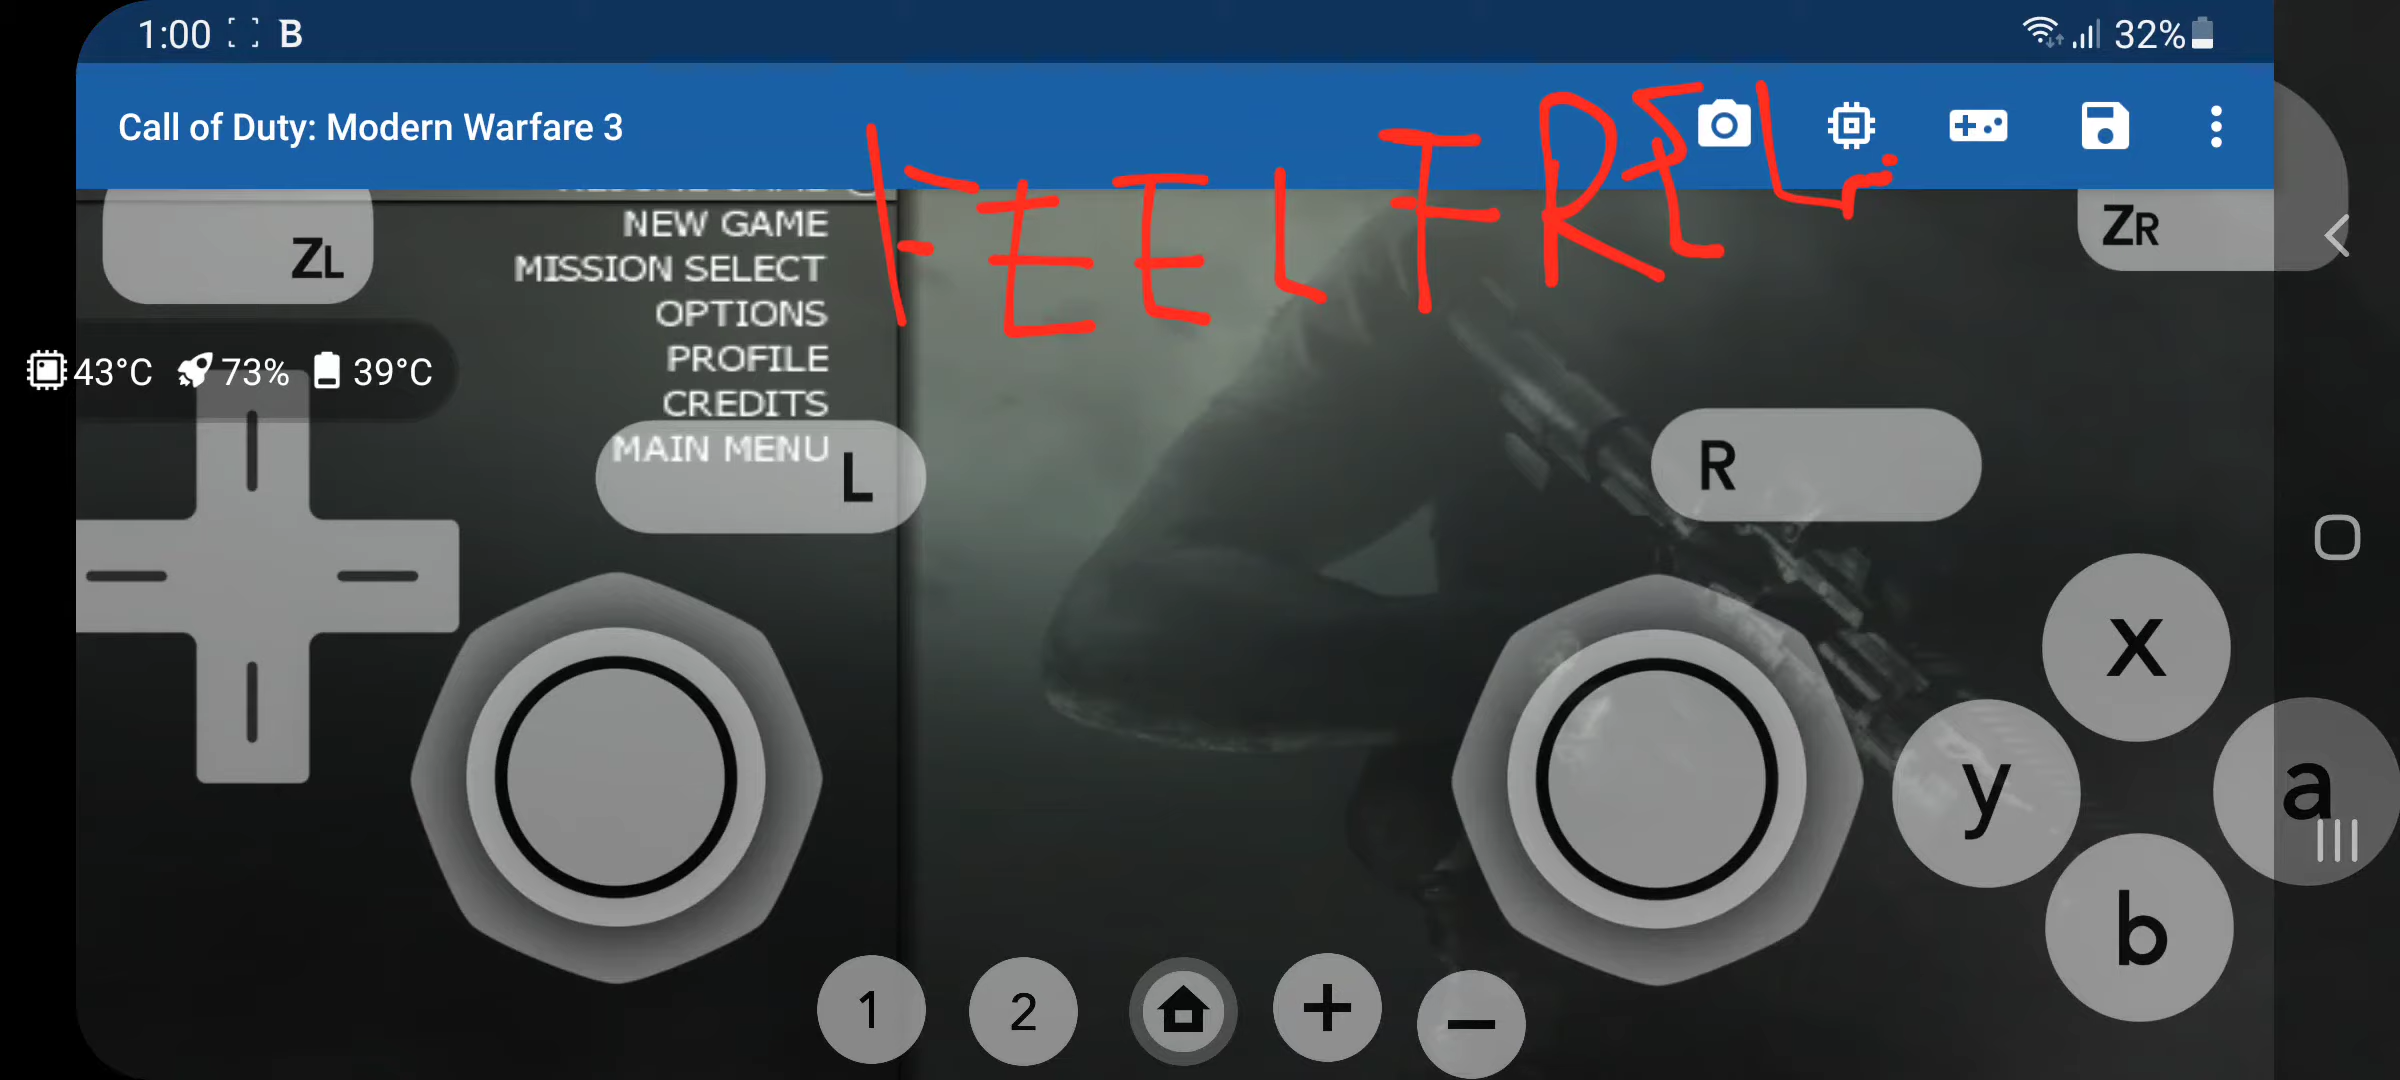 1:00 B 32%
Call of Duty: Modern Warfare 3
FEEL FREE
NEW GAME
ZL ZR
MISSION SELECT
OPTIONS
43°C 73% 39°C
PROFILE
CREDITS
MAIN MENU
L R
x
y a
b
1 2 + −